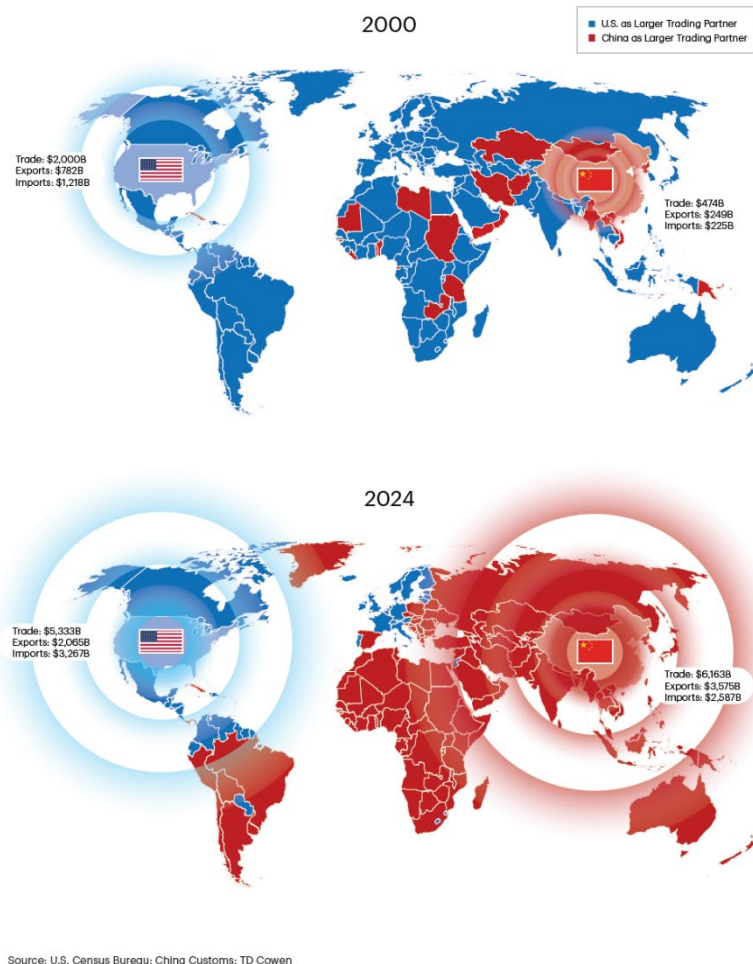 2000
U.S. as Larger Trading Partner
China as Larger Trading Partner
Trade: $2,000B
Exports: $782B
Imports: $1,218B
Trade: $474B
Exports: $249B
Imports: $225B
2024
Trade: $5,333B
Exports: $2,065B
Imports: $3,267B
Trade: $6,163B
Exports: $3,575B
Imports: $2,587B
Source: U.S. Census Bureau; China Customs; TD Cowen